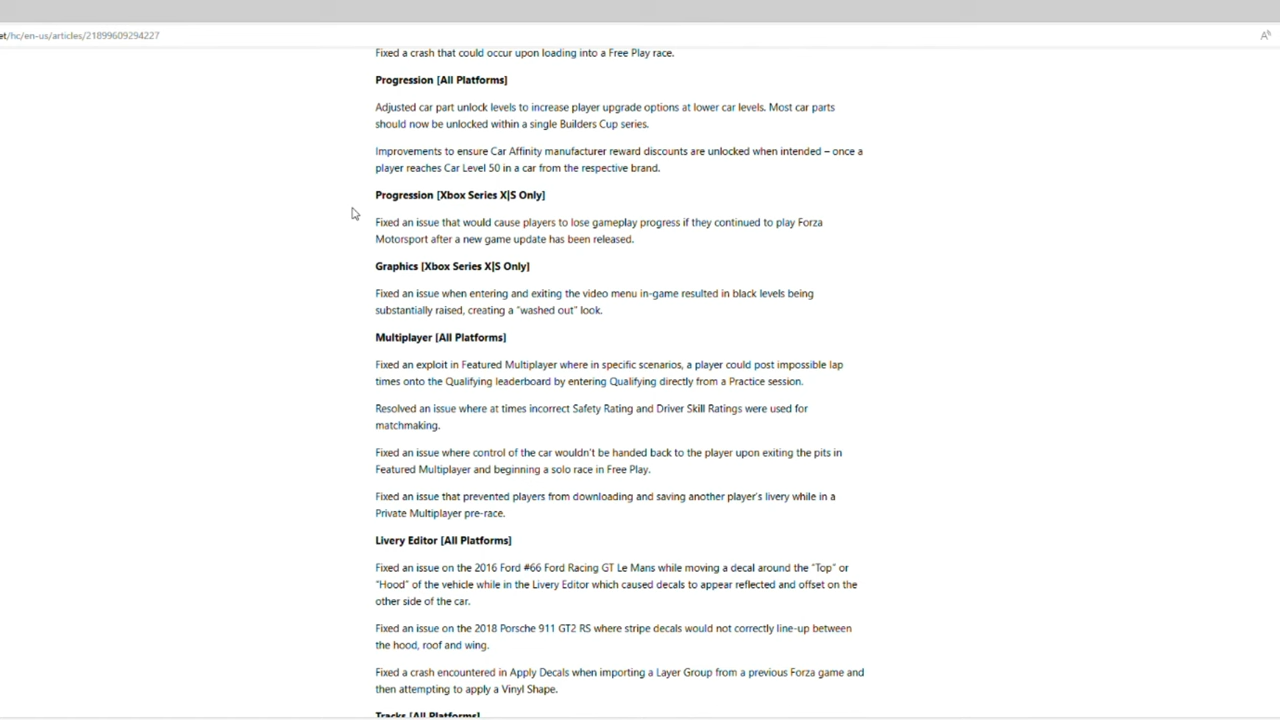 et/hc/en-us/articles/21899609294227
Fixed a crash that could occur upon loading into a Free Play race.
Progression [All Platforms]
Adjusted car part unlock levels to increase player upgrade options at lower car levels. Most car parts
should now be unlocked within a single Builders Cup series.
Improvements to ensure Car Affinity manufacturer reward discounts are unlocked when intended – once a
player reaches Car Level 50 in a car from the respective brand.
Progression [Xbox Series X|S Only]
Fixed an issue that would cause players to lose gameplay progress if they continued to play Forza
Motorsport after a new game update has been released.
Graphics [Xbox Series X|S Only]
Fixed an issue when entering and exiting the video menu in-game resulted in black levels being
substantially raised, creating a “washed out” look.
Multiplayer [All Platforms]
Fixed an exploit in Featured Multiplayer where in specific scenarios, a player could post impossible lap
times onto the Qualifying leaderboard by entering Qualifying directly from a Practice session.
Resolved an issue where at times incorrect Safety Rating and Driver Skill Ratings were used for
matchmaking.
Fixed an issue where control of the car wouldn’t be handed back to the player upon exiting the pits in
Featured Multiplayer and beginning a solo race in Free Play.
Fixed an issue that prevented players from downloading and saving another player’s livery while in a
Private Multiplayer pre-race.
Livery Editor [All Platforms]
Fixed an issue on the 2016 Ford #66 Ford Racing GT Le Mans while moving a decal around the “Top” or
“Hood” of the vehicle while in the Livery Editor which caused decals to appear reflected and offset on the
other side of the car.
Fixed an issue on the 2018 Porsche 911 GT2 RS where stripe decals would not correctly line-up between
the hood, roof and wing.
Fixed a crash encountered in Apply Decals when importing a Layer Group from a previous Forza game and
then attempting to apply a Vinyl Shape.
Tracks [All Platforms]